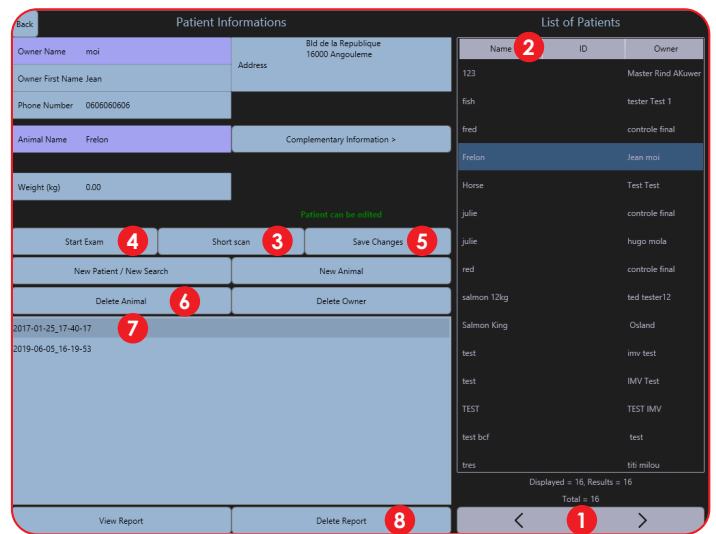 Back
Patient Informations
Owner Name moi
Address
Bld de la Republique
16000 Angouleme
Owner First Name Jean
Phone Number 0606060606
Animal Name Frelon
Complementary Information >
Weight (kg) 0.00
Patient can be edited
Start Exam 4
Short scan 3
Save Changes 5
New Patient / New Search
New Animal
Delete Animal 6
Delete Owner
2017-01-25_17-40-17 7
2019-06-05_16-19-53
View Report
Delete Report 8
List of Patients
Name 2 ID Owner
123 Master Rind AKuwer
fish tester Test 1
fred controle final
Frelon Jean moi
Horse Test Test
julie controle final
julie hugo mola
red controle final
salmon 12kg ted tester12
Salmon King Osland
test imv test
test IMV Test
TEST TEST IMV
test bcf test
tres titi milou
Displayed = 16, Results = 16
Total = 16
< 1 >